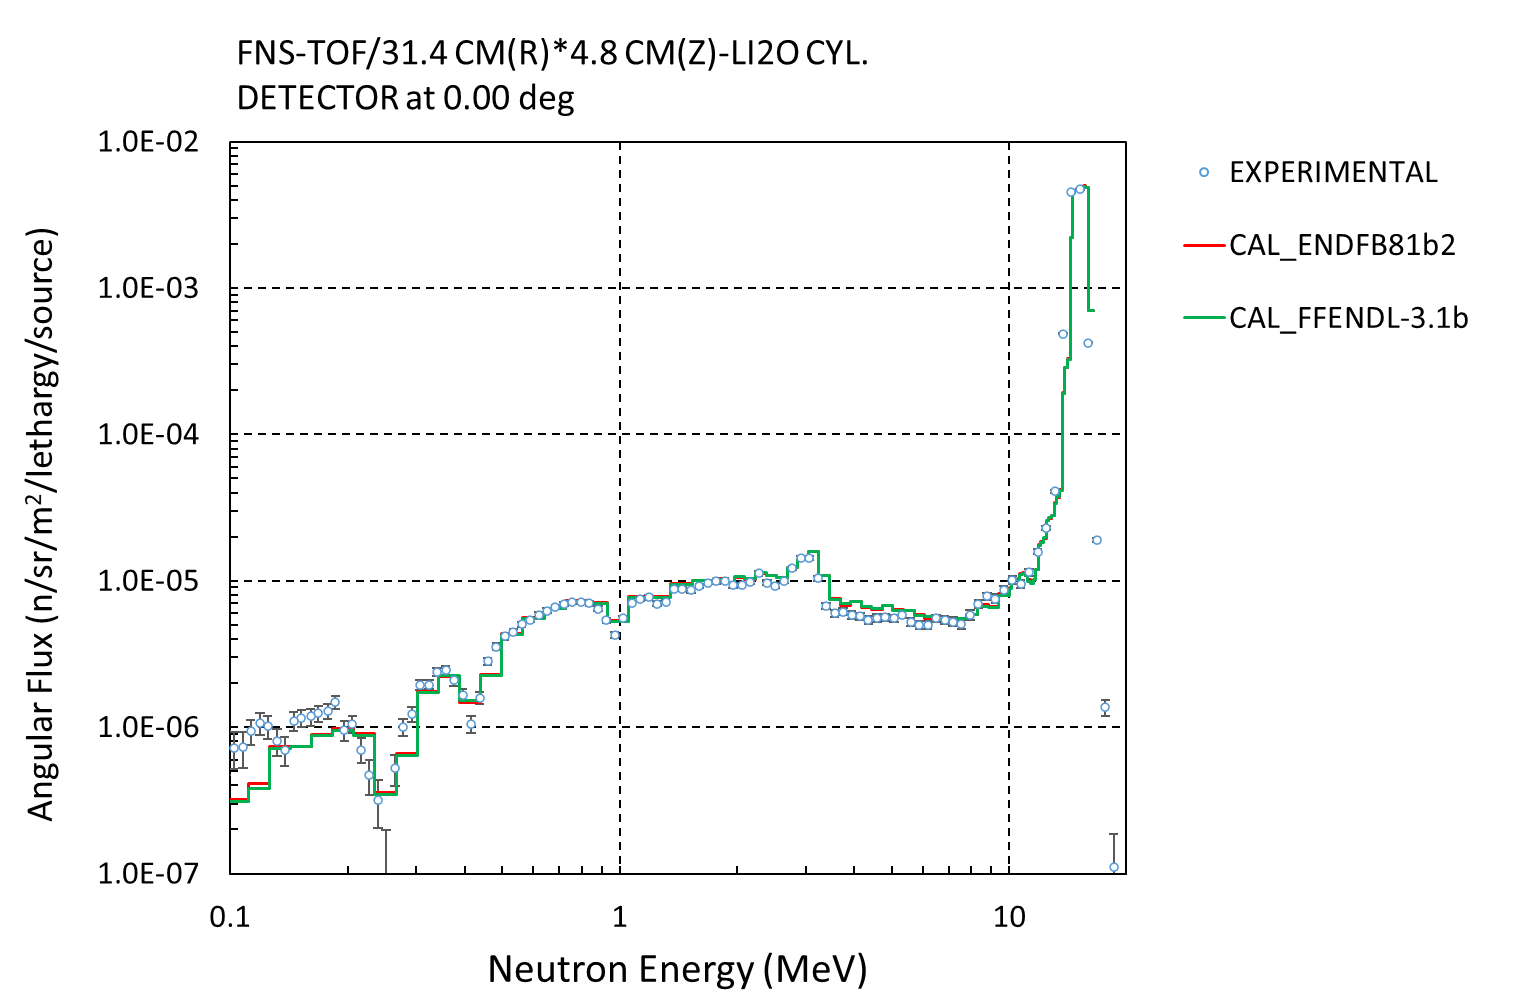 FNS-TOF/31.4 CM(R)*4.8 CM(Z)-LI2O CYL.
DETECTOR at 0.00 deg
1.0E-02
1.0E-03
1.0E-04
1.0E-05
1.0E-06
1.0E-07
Angular Flux (n/sr/m²/lethargy/source)
0.1
1
10
Neutron Energy (MeV)
EXPERIMENTAL
CAL_ENDFB81b2
CAL_FFENDL-3.1b